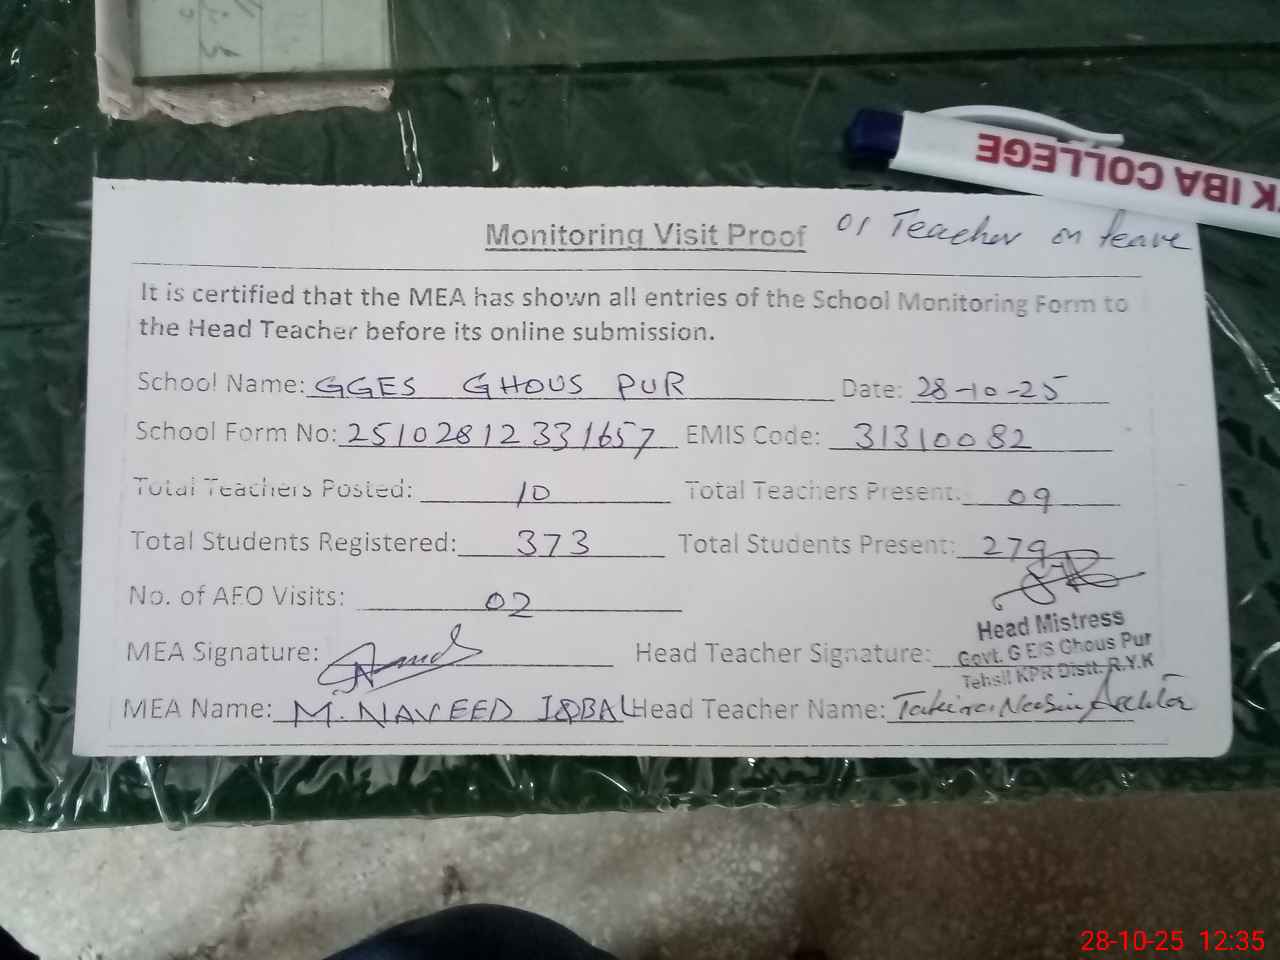 Monitoring Visit Proof
01 Teacher on leave
It is certified that the MEA has shown all entries of the School Monitoring Form to
the Head Teacher before its online submission.
School Name: GGES GHOUS PUR Date: 28-10-25
School Form No: 25102812331657 EMIS Code: 31310082
Total Teachers Posted: 10 Total Teachers Present: 09
Total Students Registered: 373 Total Students Present: 279
No. of AEO Visits: 02
MEA Signature: Head Teacher Signature:
Head Mistress
Govt. G E/S Ghous Pur
Tehsil KPR Distt. R.Y.K
MEA Name: M. NAVEED IQBAL Head Teacher Name:
K IBA COLLEGE
28-10-25 12:35